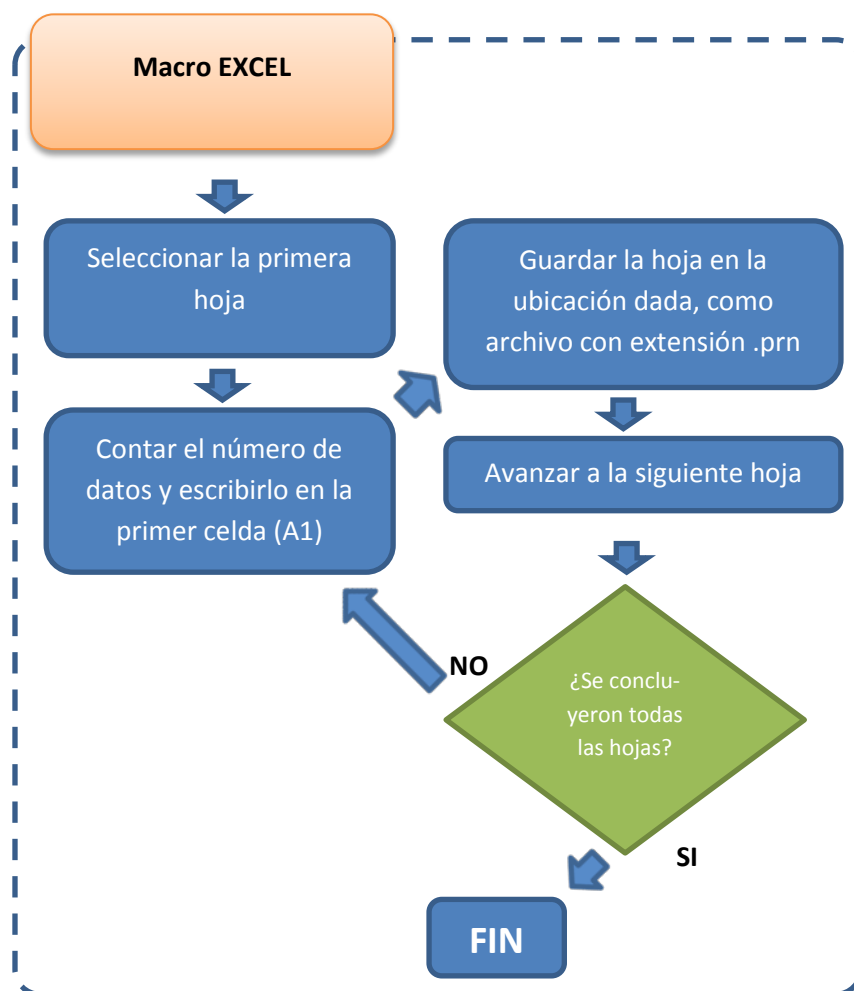 Macro EXCEL
Seleccionar la primera
hoja
Contar el número de
datos y escribirlo en la
primer celda (A1)
Guardar la hoja en la
ubicación dada, como
archivo con extensión .prn
Avanzar a la siguiente hoja
¿Se conclu-
yeron todas
las hojas?
NO
SI
FIN